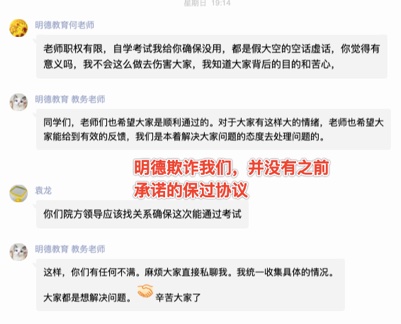 星期日 19:14
明德教育何老师
老师职权有限，自学考试我给你确保没用，都是假大空的空话虚话，你觉得有
意义吗，我不会这么做去伤害大家，我知道大家背后的目的和苦心，
明德教育 教务老师
同学们，老师们也希望大家是顺利通过的。对于大家有这样大的情绪，老师也希望大
家能给到有效的反馈，我们是本着解决大家问题的态度去处理问题的。
明德欺诈我们，并没有之前
承诺的保过协议
袁龙
你们院方领导应该找关系确保这次能通过考试
明德教育 教务老师
这样，你们有任何不满。麻烦大家直接私聊我。我统一收集具体的情况。
大家都是想解决问题。辛苦大家了